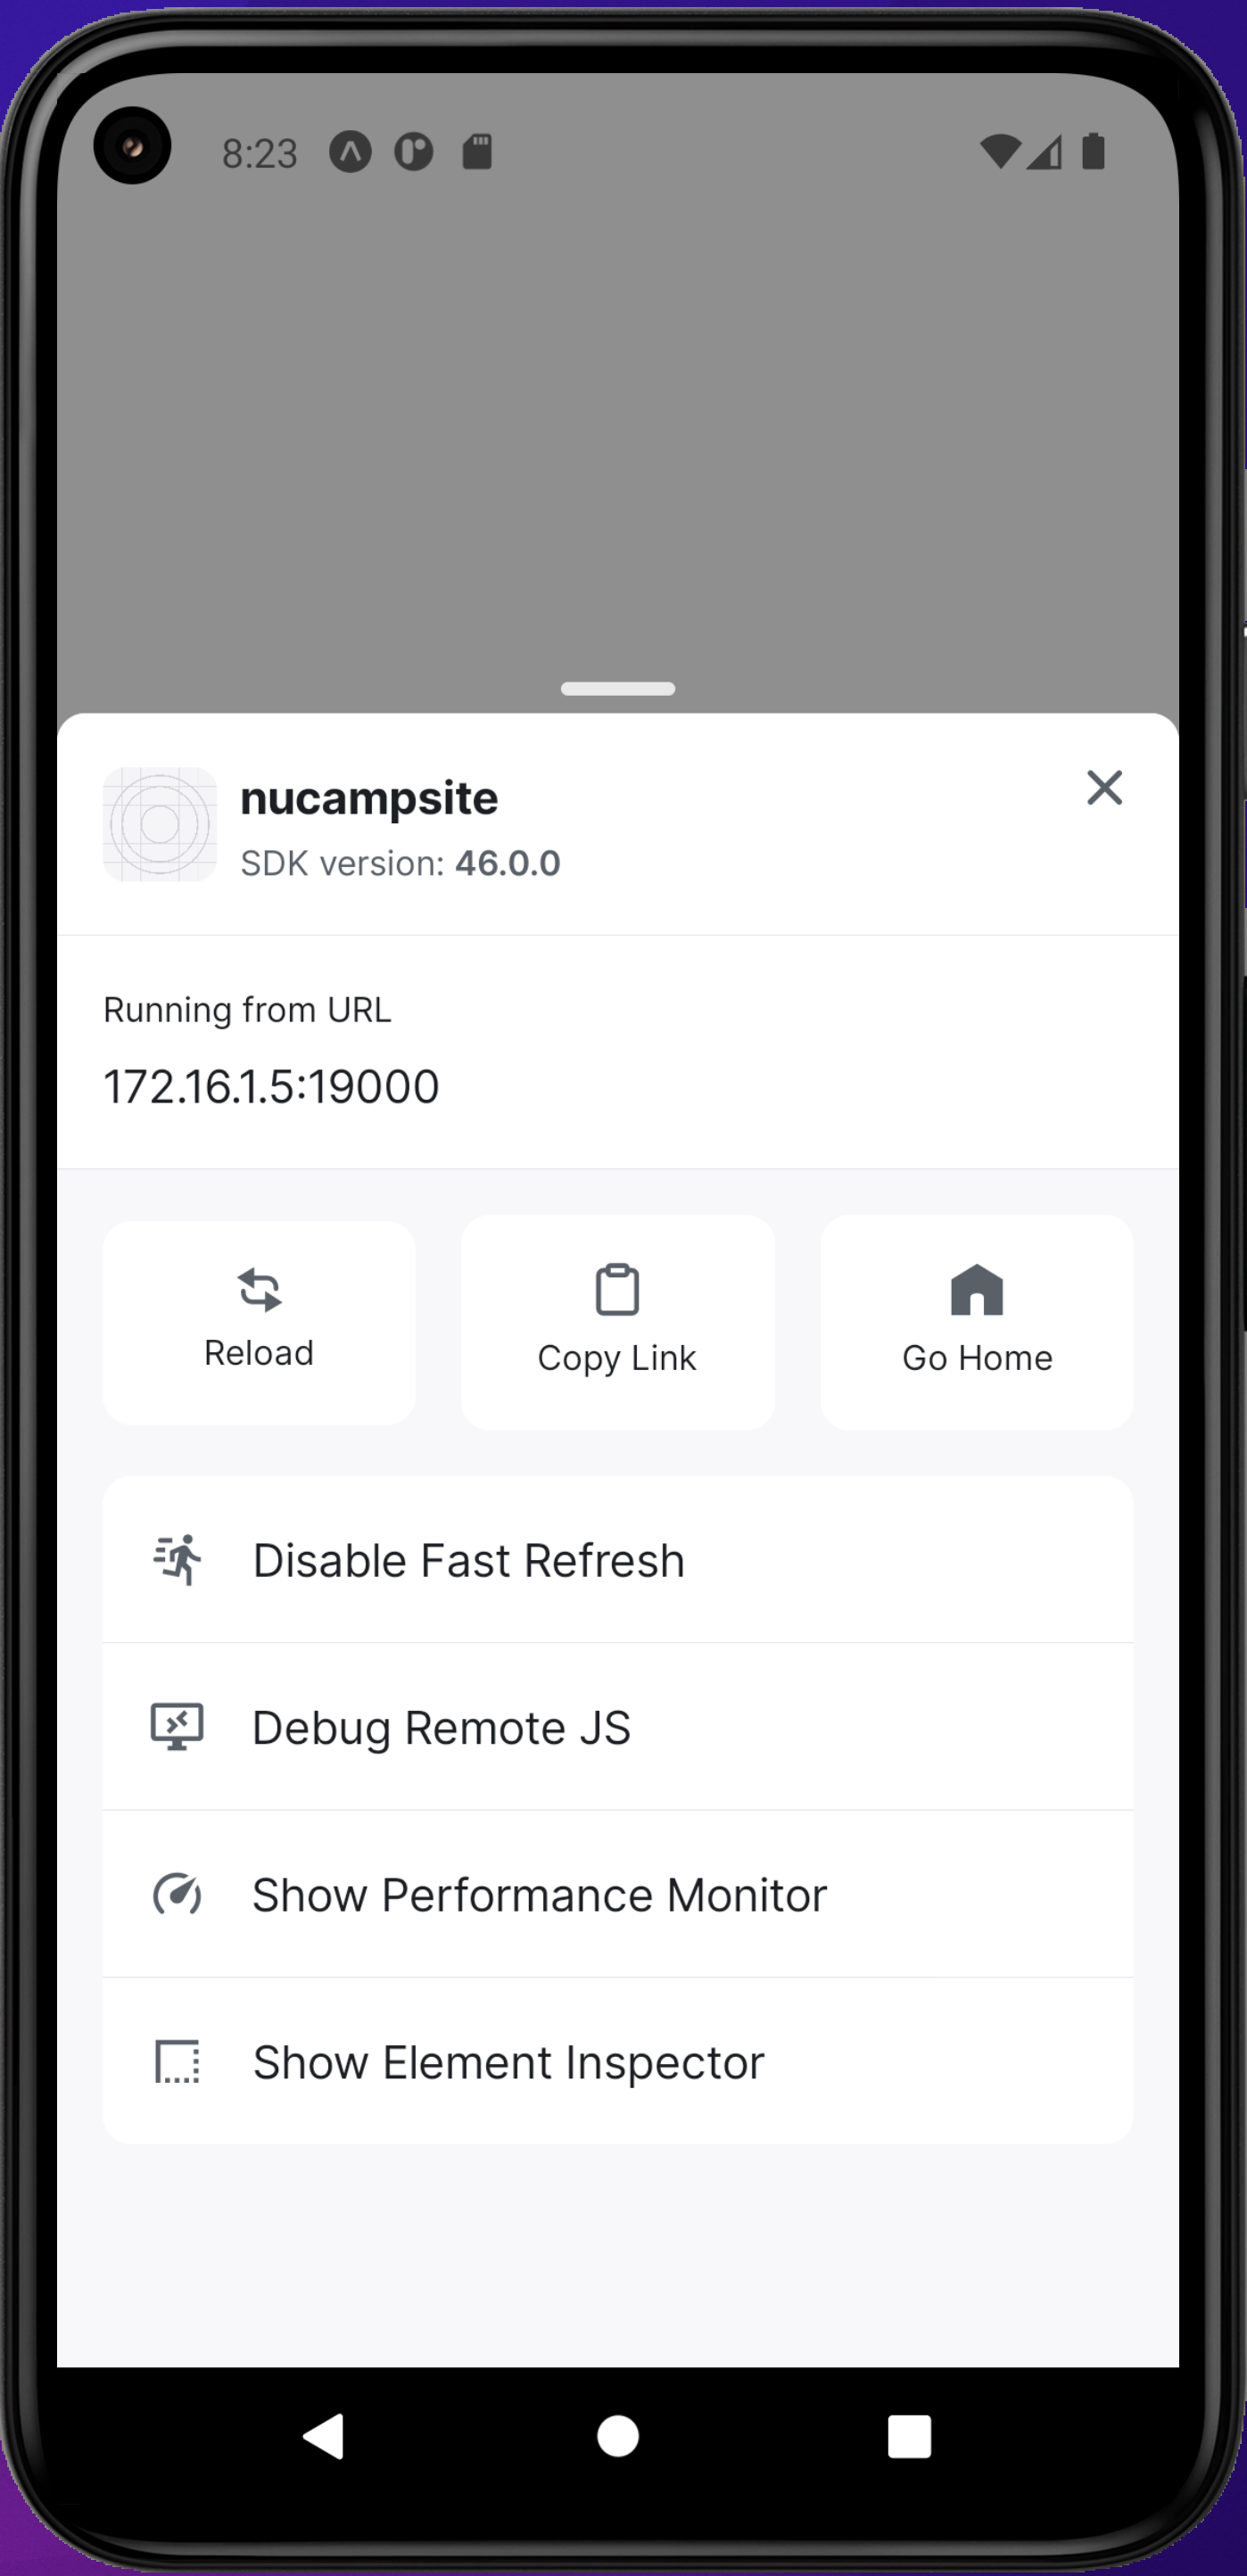 8:23
nucampsite
SDK version: 46.0.0
Running from URL
172.16.1.5:19000
Reload
Copy Link
Go Home
Disable Fast Refresh
Debug Remote JS
Show Performance Monitor
Show Element Inspector